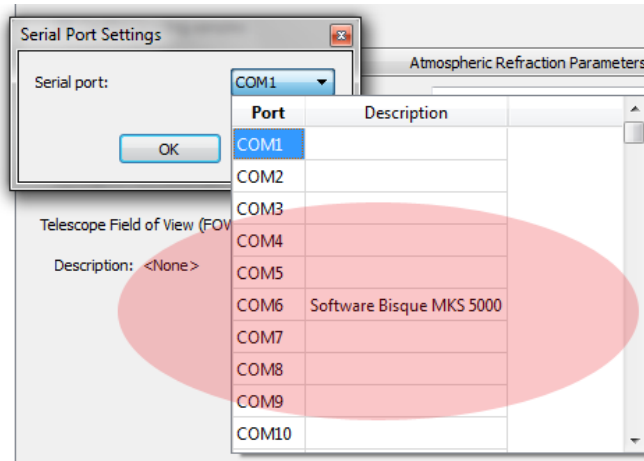 Serial Port Settings
Atmospheric Refraction Parameters
Serial port:
COM1
Port Description
COM1
OK
COM2
COM3
Telescope Field of View (FOV
COM4
Description: <None>
COM5
COM6 Software Bisque MKS 5000
COM7
COM8
COM9
COM10